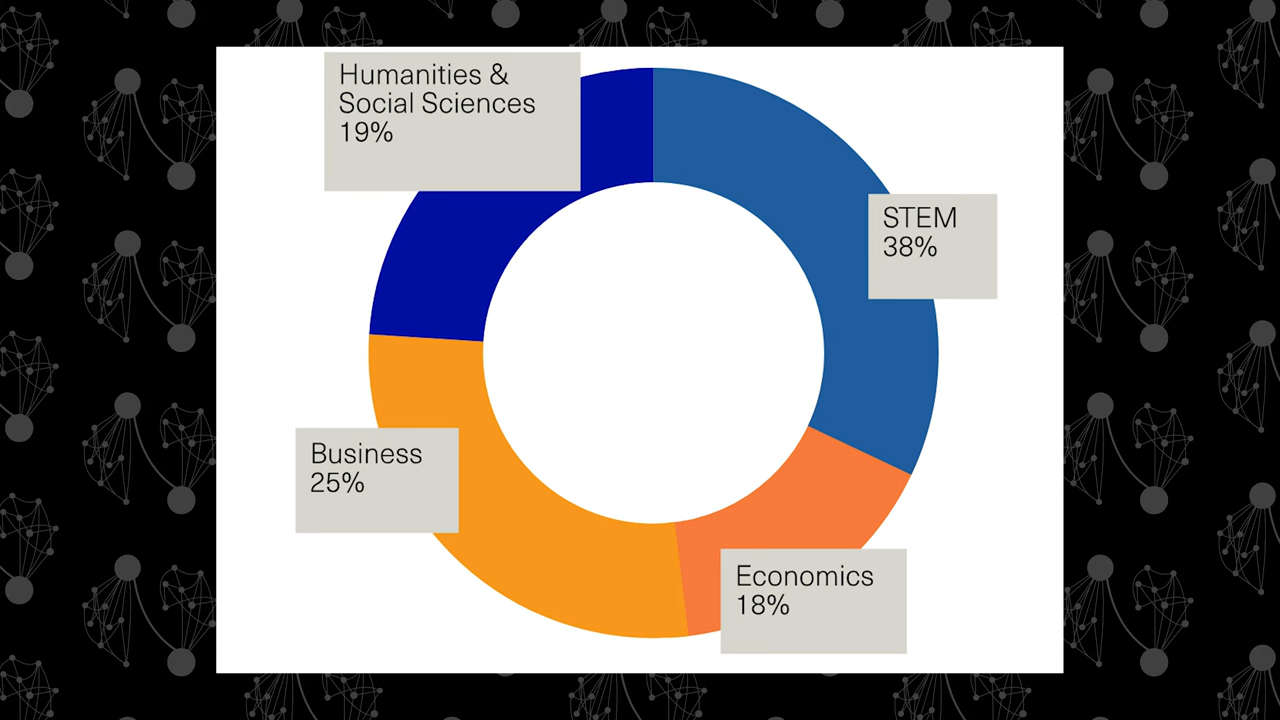 Humanities &
Social Sciences
19%
STEM
38%
Business
25%
Economics
18%